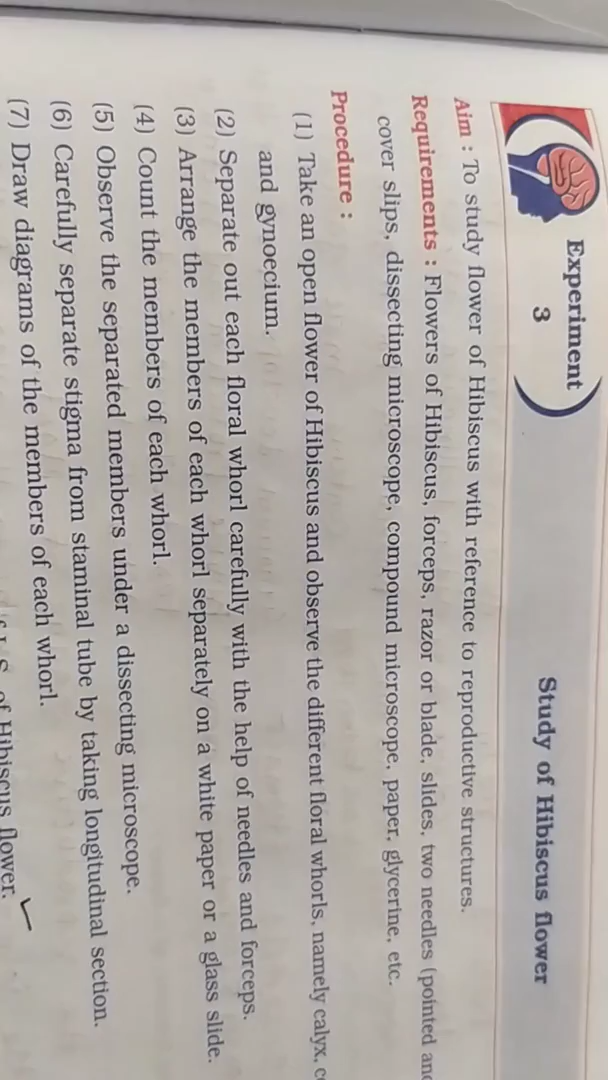 Experiment
3
Study of Hibiscus flower
Aim : To study flower of Hibiscus with reference to reproductive structures.
Requirements : Flowers of Hibiscus, forceps, razor or blade, slides, two needles (pointed
cover slips, dissecting microscope, compound microscope, paper, glycerine, etc.
Procedure :
(1) Take an open flower of Hibiscus and observe the different floral whorls, namely calyx,
and gynoecium.
(2) Separate out each floral whorl carefully with the help of needles and forceps.
(3) Arrange the members of each whorl separately on a white paper or a glass slide.
(4) Count the members of each whorl.
(5) Observe the separated members under a dissecting microscope.
(6) Carefully separate stigma from staminal tube by taking longitudinal section.
(7) Draw diagrams of the members of each whorl.
of Hibiscus flower.